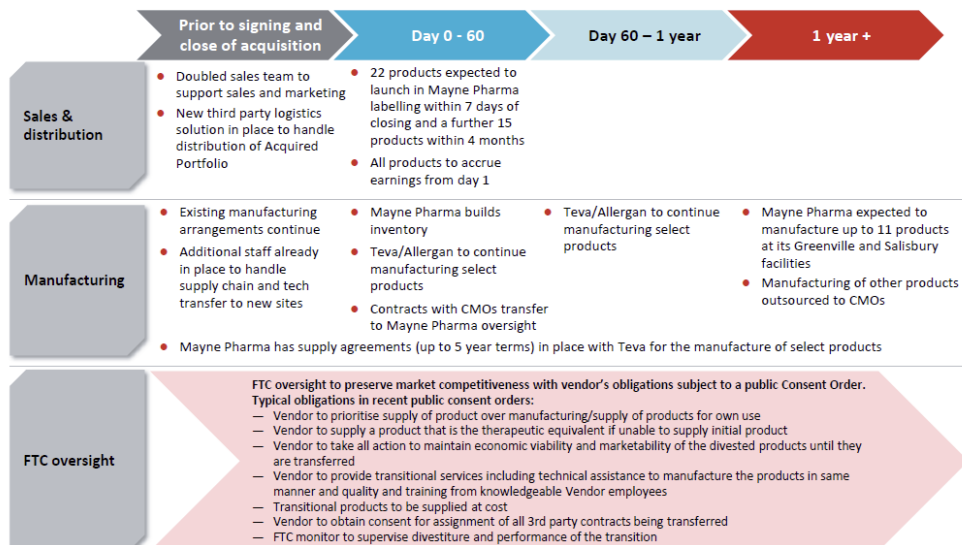 Prior to signing and
close of acquisition
Day 0 - 60
Day 60 – 1 year
1 year +
Sales &
distribution
• Doubled sales team to
support sales and marketing
• New third party logistics
solution in place to handle
distribution of Acquired
Portfolio
• 22 products expected to
launch in Mayne Pharma
labelling within 7 days of
closing and a further 15
products within 4 months
• All products to accrue
earnings from day 1
Manufacturing
• Existing manufacturing
arrangements continue
• Additional staff already
in place to handle
supply chain and tech
transfer to new sites
• Mayne Pharma builds
inventory
• Teva/Allergan to continue
manufacturing select
products
• Contracts with CMOs transfer
to Mayne Pharma oversight
• Teva/Allergan to continue
manufacturing select
products
• Mayne Pharma expected to
manufacture up to 11 products
at its Greenville and Salisbury
facilities
• Manufacturing of other products
outsourced to CMOs
• Mayne Pharma has supply agreements (up to 5 year terms) in place with Teva for the manufacture of select products
FTC oversight
FTC oversight to preserve market competitiveness with vendor's obligations subject to a public Consent Order.
Typical obligations in recent public consent orders:
— Vendor to prioritise supply of product over manufacturing/supply of products for own use
— Vendor to supply a product that is the therapeutic equivalent if unable to supply initial product
— Vendor to take all action to maintain economic viability and marketability of the divested products until they
are transferred
— Vendor to provide transitional services including technical assistance to manufacture the products in same
manner and quality and training from knowledgeable Vendor employees
— Transitional products to be supplied at cost
— Vendor to obtain consent for assignment of all 3rd party contracts being transferred
— FTC monitor to supervise divestiture and performance of the transition